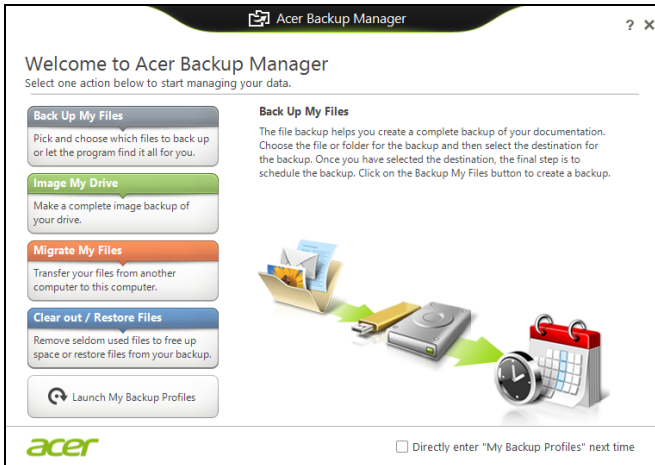 Acer Backup Manager
? X
Welcome to Acer Backup Manager
Select one action below to start managing your data.
Back Up My Files
Pick and choose which files to back up
or let the program find it all for you.
Image My Drive
Make a complete image backup of
your drive.
Migrate My Files
Transfer your files from another
computer to this computer.
Clear out / Restore Files
Remove seldom used files to free up
space or restore files from your backup.
Launch My Backup Profiles
Back Up My Files
The file backup helps you create a complete backup of your documentation.
Choose the file or folder for the backup and then select the destination for
the backup. Once you have selected the destination, the final step is to
schedule the backup. Click on the Backup My Files button to create a backup.
acer
Directly enter "My Backup Profiles" next time